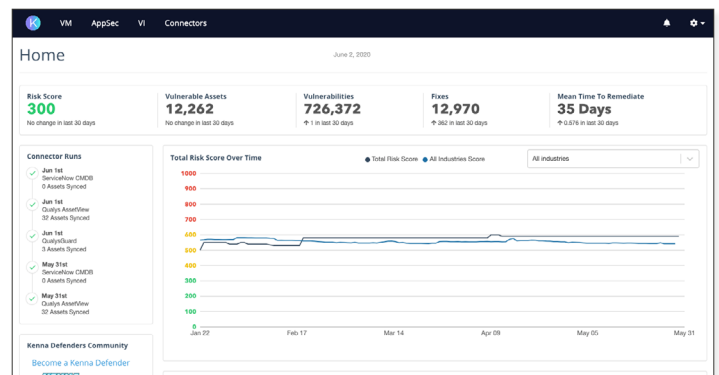 K VM AppSec VI Connectors
Home
June 2, 2020
Risk Score
300
No change in last 30 days
Vulnerable Assets
12,262
No change in last 30 days
Vulnerabilities
726,372
↑ 1 in last 30 days
Fixes
12,970
↑ 362 in last 30 days
Mean Time To Remediate
35 Days
↑ 0.576 in last 30 days
Connector Runs
Jun 1st
ServiceNow CMDB
0 Assets Synced
Jun 1st
Qualys AssetView
32 Assets Synced
Jun 1st
QualysGuard
3 Assets Synced
May 31st
ServiceNow CMDB
0 Assets Synced
May 31st
Qualys AssetView
32 Assets Synced
Kenna Defenders Community
Become a Kenna Defender
Total Risk Score Over Time
Total Risk Score All Industries Score
All industries
1000
900
800
700
600
500
400
300
200
100
0
Jan 22 Feb 17 Mar 14 Apr 09 May 05 May 31